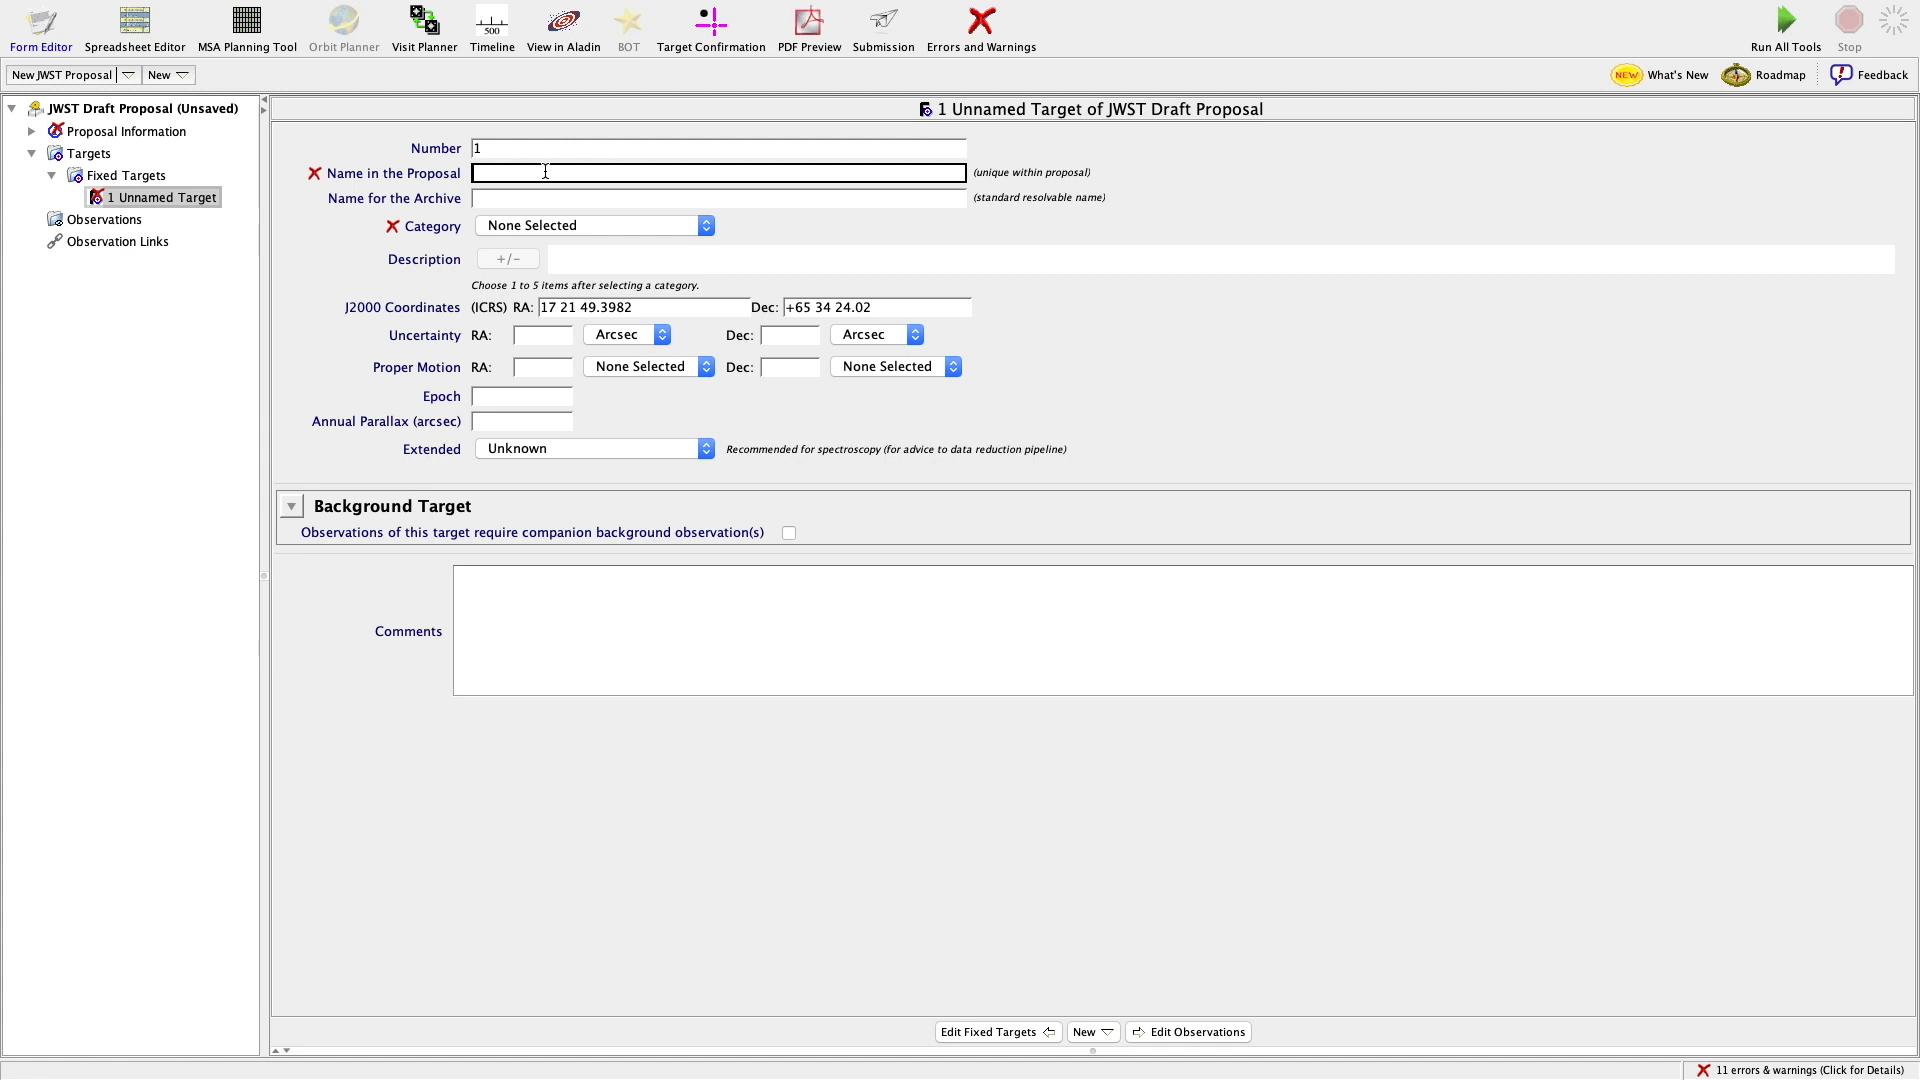 500
Form Editor Spreadsheet Editor MSA Planning Tool Orbit Planner Visit Planner Timeline View in Aladin BOT Target Confirmation PDF Preview Submission Errors and Warnings Run All Tools Stop
New JWST Proposal New NEW What's New Roadmap Feedback
JWST Draft Proposal (Unsaved)
Proposal Information
Targets
Fixed Targets
1 Unnamed Target
Observations
Observation Links
1 Unnamed Target of JWST Draft Proposal
Number 1
Name in the Proposal (unique within proposal)
Name for the Archive (standard resolvable name)
Category None Selected
Description +/-
Choose 1 to 5 items after selecting a category.
J2000 Coordinates (ICRS) RA: 17 21 49.3982 Dec: +65 34 24.02
Uncertainty RA: Arcsec Dec: Arcsec
Proper Motion RA: None Selected Dec: None Selected
Epoch
Annual Parallax (arcsec)
Extended Unknown Recommended for spectroscopy (for advice to data reduction pipeline)
Background Target
Observations of this target require companion background observation(s)
Comments
Edit Fixed Targets New Edit Observations
11 errors & warnings (Click for Details)